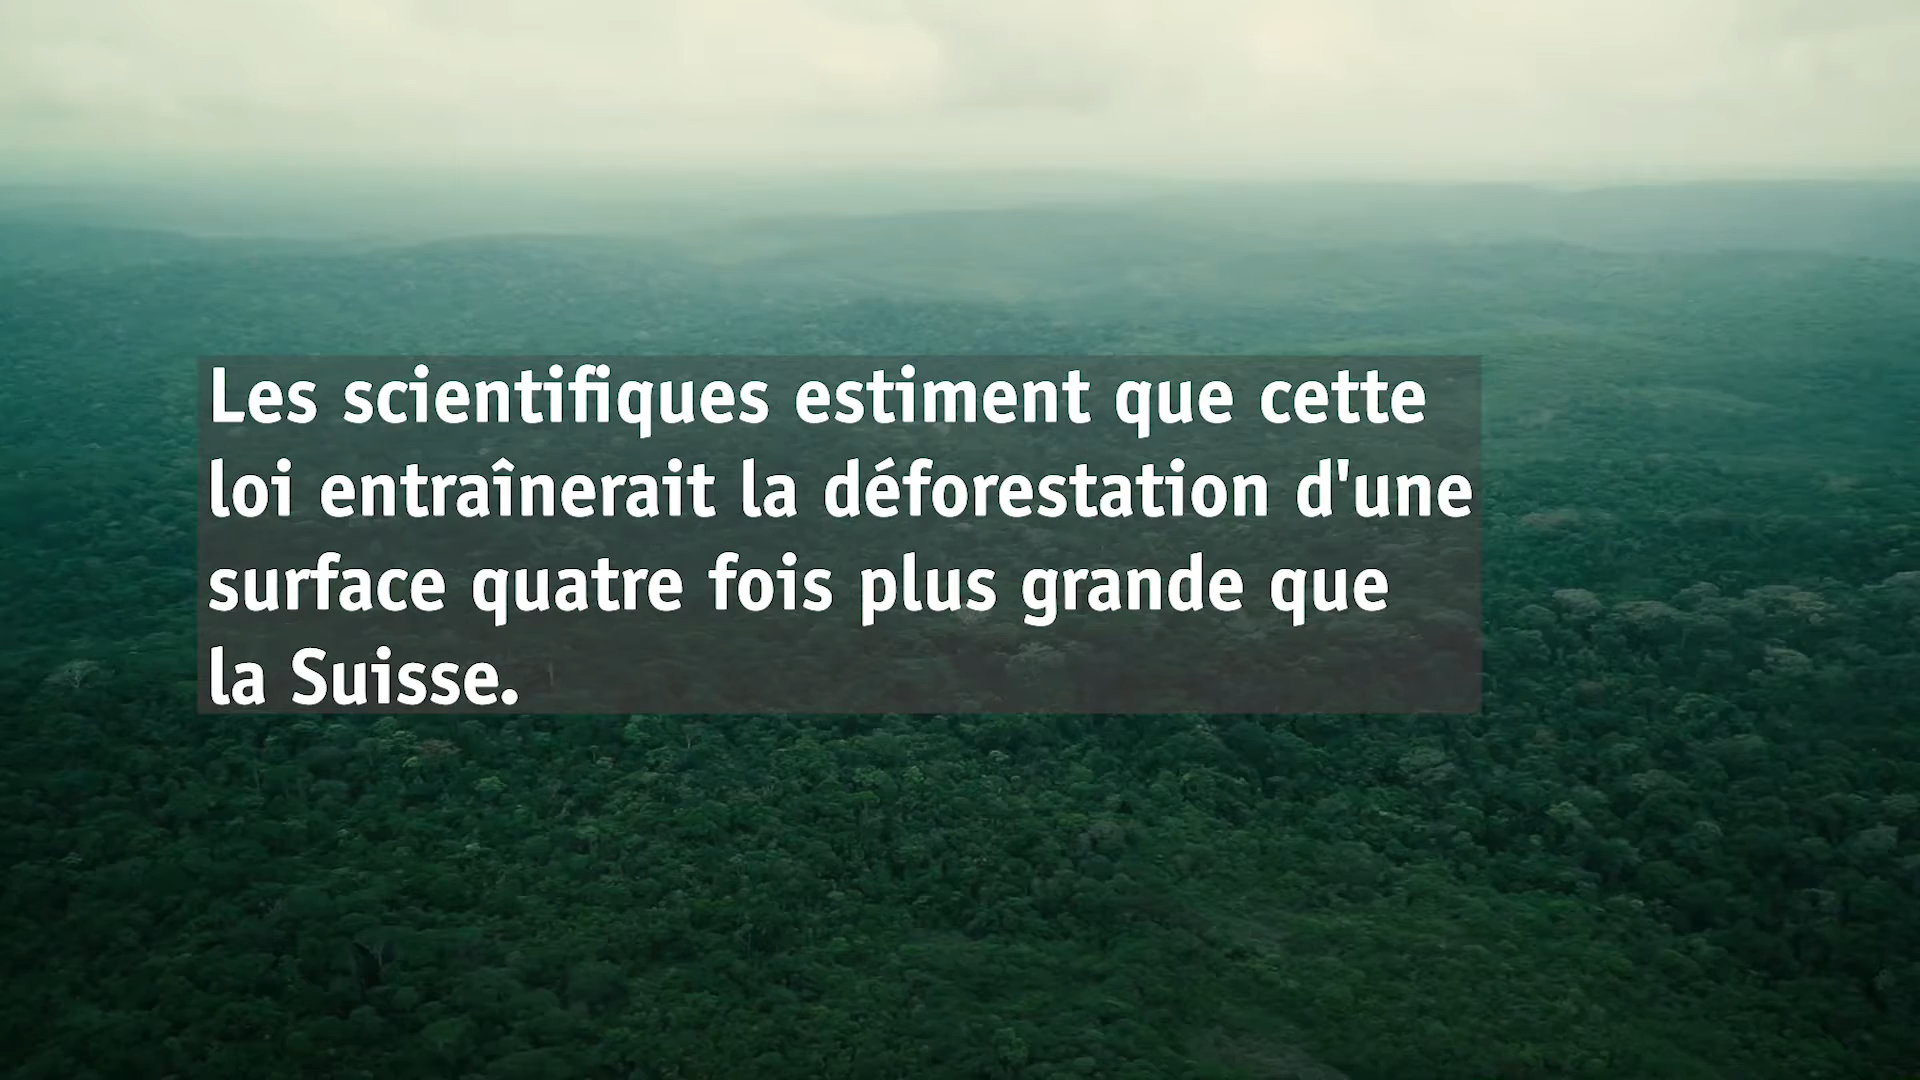 Les scientifiques estiment que cette
loi entraînerait la déforestation d'une
surface quatre fois plus grande que
la Suisse.